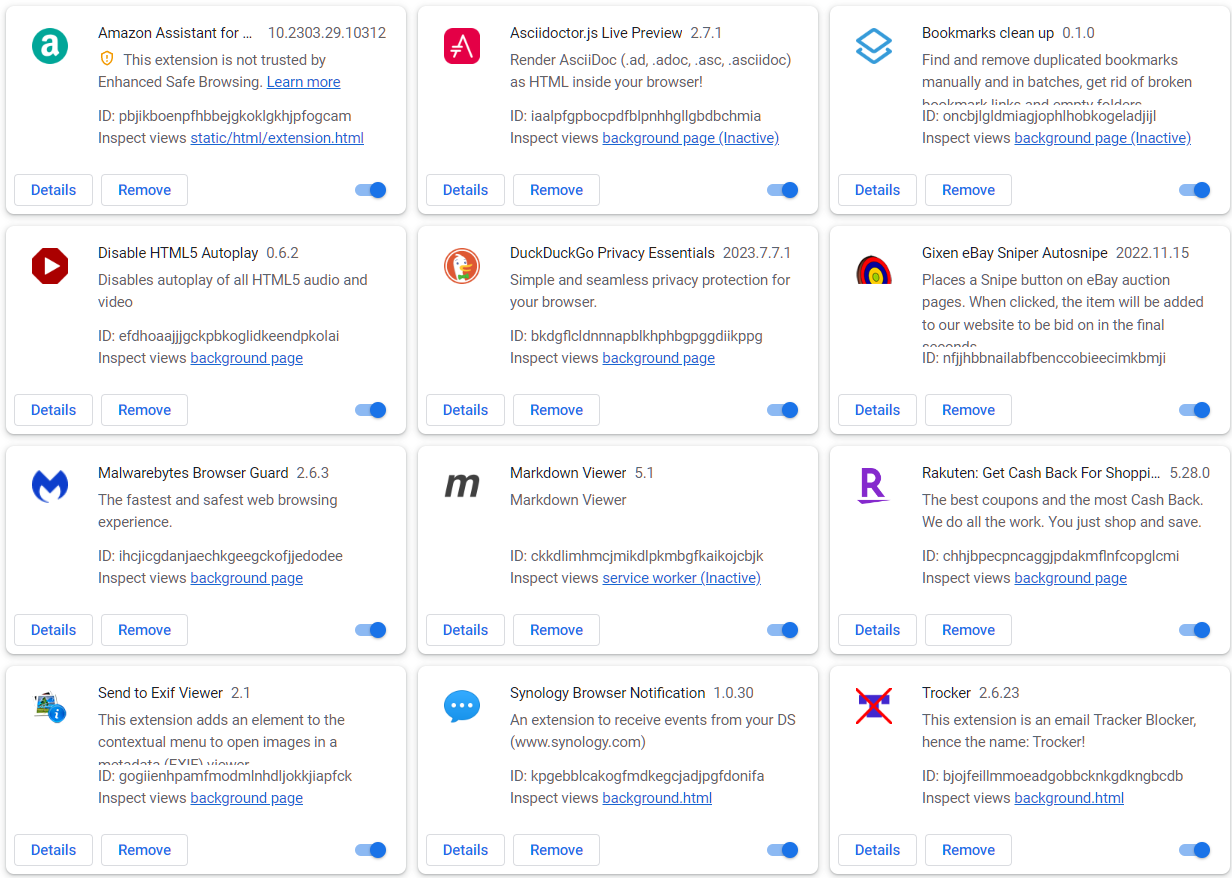 Amazon Assistant for ... 10.2303.29.10312
This extension is not trusted by
Enhanced Safe Browsing. Learn more
ID: pbjikboenpfhbbejgkoklgkhjpfogcam
Inspect views static/html/extension.html
Details Remove
Asciidoctor.js Live Preview 2.7.1
Render AsciiDoc (.ad, .adoc, .asc, .asciidoc)
as HTML inside your browser!
ID: iaalpfgpbocpdfblpnhhgllgbdbchmia
Inspect views background page (Inactive)
Details Remove
Bookmarks clean up 0.1.0
Find and remove duplicated bookmarks
manually and in batches, get rid of broken
bookmark links and empty folders
ID: oncbjlgldmiagjophlhobkogeladjijl
Inspect views background page (Inactive)
Details Remove
Disable HTML5 Autoplay 0.6.2
Disables autoplay of all HTML5 audio and
video
ID: efdhoaajjjgckpbkoglidkeendpkolai
Inspect views background page
Details Remove
DuckDuckGo Privacy Essentials 2023.7.7.1
Simple and seamless privacy protection for
your browser.
ID: bkdgflcldnnnapblkhphbgpggdiikppg
Inspect views background page
Details Remove
Gixen eBay Sniper Autosnipe 2022.11.15
Places a Snipe button on eBay auction
pages. When clicked, the item will be added
to our website to be bid on in the final
seconds
ID: nfjjhbbnailabfbenccobieecimkbmji
Details Remove
Malwarebytes Browser Guard 2.6.3
The fastest and safest web browsing
experience.
ID: ihcjicgdanjaechkgeegckofjjedodee
Inspect views background page
Details Remove
m
Markdown Viewer 5.1
Markdown Viewer
ID: ckkdlimhmcjmikdlpkmbgfkaikojcbjk
Inspect views service worker (Inactive)
Details Remove
R
Rakuten: Get Cash Back For Shoppi... 5.28.0
The best coupons and the most Cash Back.
We do all the work. You just shop and save.
ID: chhjbpecpncaggjpdakmflnfcopglcmi
Inspect views background page
Details Remove
Send to Exif Viewer 2.1
This extension adds an element to the
contextual menu to open images in a
metadata (EXIF) viewer
ID: gogiienhpamfmodmlnhdljokkjiapfck
Inspect views background page
Details Remove
Synology Browser Notification 1.0.30
An extension to receive events from your DS
(www.synology.com)
ID: kpgebblcakogfmdkegcjadjpgfdonifa
Inspect views background.html
Details Remove
Trocker 2.6.23
This extension is an email Tracker Blocker,
hence the name: Trocker!
ID: bjojfeillmmoeadgobbcknkgdkngbcdb
Inspect views background.html
Details Remove